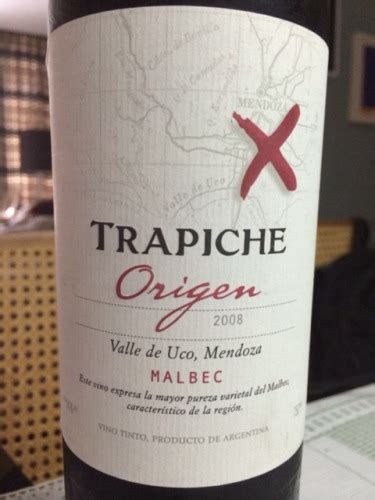 MENDOZA
Valle de Uco
TRAPICHE
Origen
2008
Valle de Uco, Mendoza
MALBEC
Este vino expresa la mayor pureza varietal del Malbec,
característico de la región.
VINO TINTO, PRODUCTO DE ARGENTINA